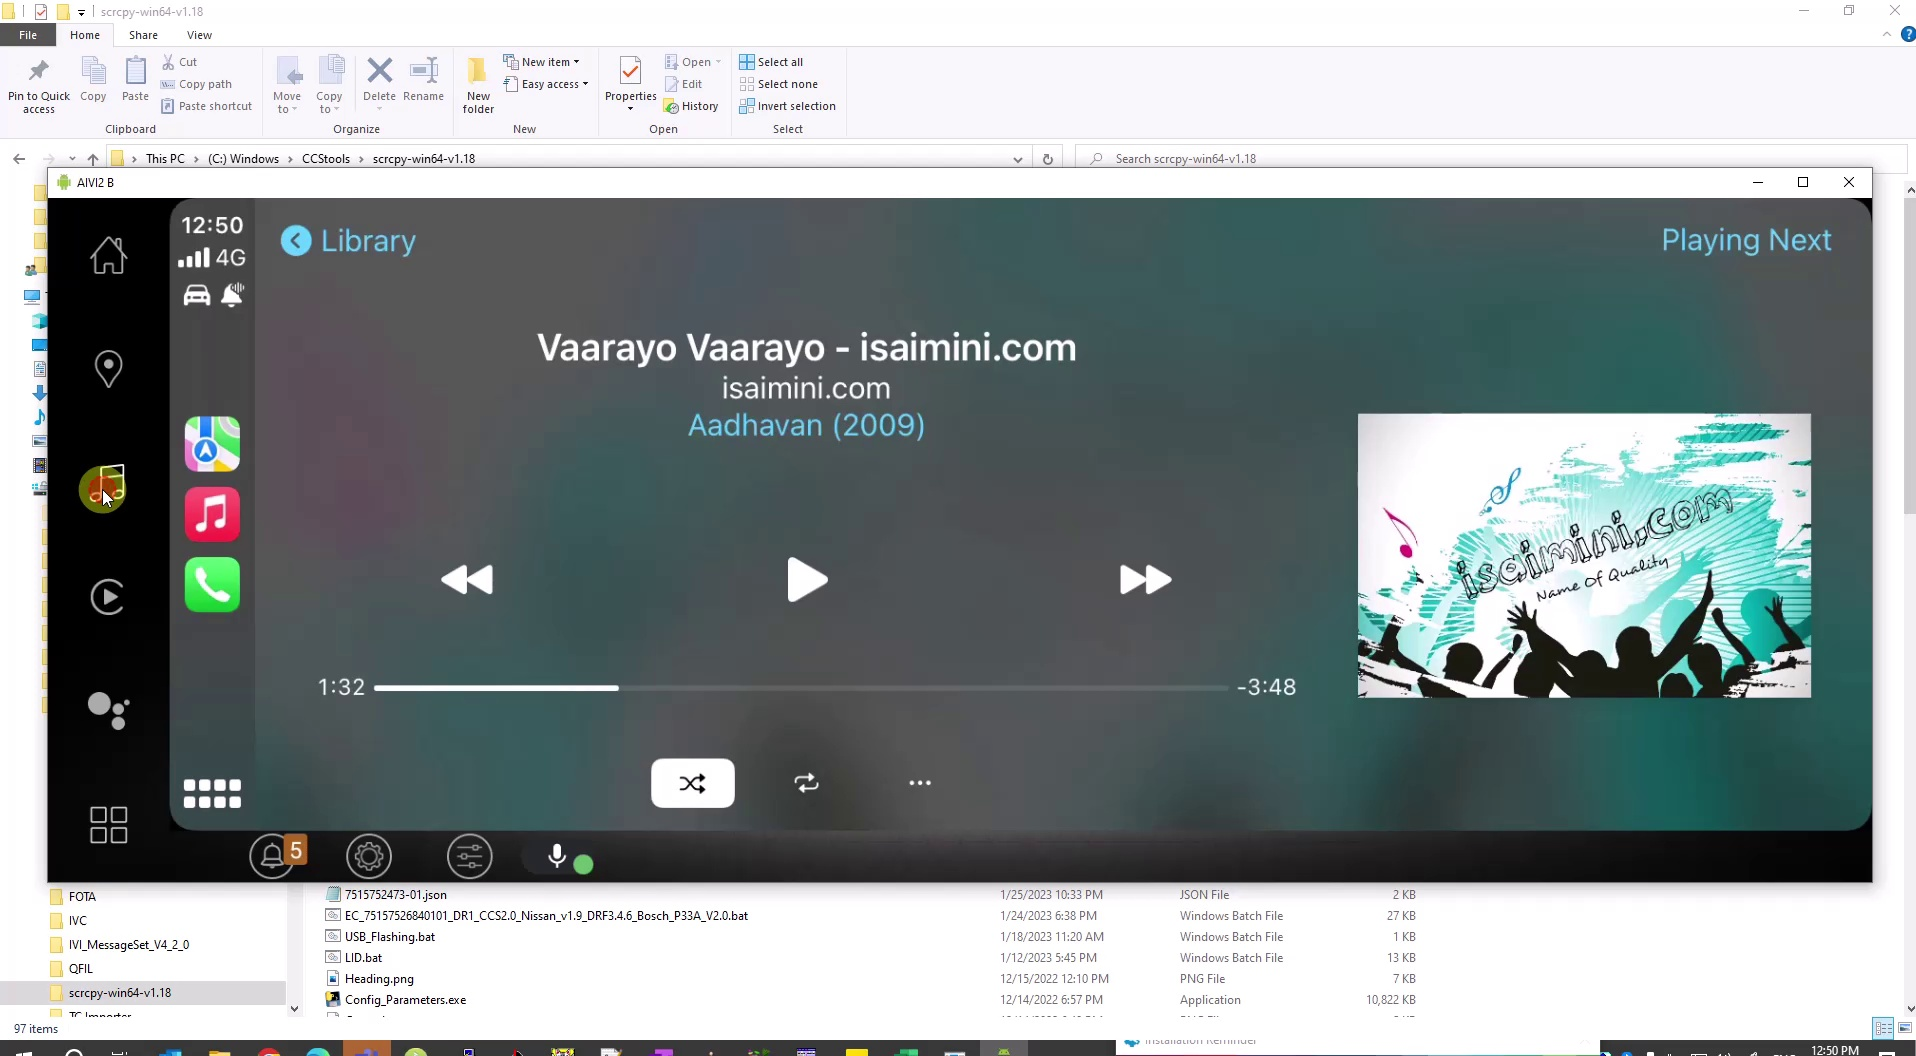 scrcpy-win64-v1.18
File
Home
Share
View
Pin to Quick access
Copy
Paste
Cut
Copy path
Paste shortcut
Clipboard
Move to
Copy to
Delete
Rename
Organize
New folder
New item
Easy access
New
Properties
Open
Edit
History
Open
Select all
Select none
Invert selection
Select
This PC > (C:) Windows > CCStools > scrcpy-win64-v1.18
Search scrcpy-win64-v1.18
AIVI2 B
12:50
4G
Library
Playing Next
Vaarayo Vaarayo - isaimini.com
isaimini.com
Aadhavan (2009)
isaimini.com
Name Of Quality
1:32
-3:48
5
FOTA
IVC
IVI_MessageSet_V4_2_0
QFIL
scrcpy-win64-v1.18
TC Importer
7515752473-01.json 1/25/2023 10:33 PM JSON File 2 KB
EC_75157526840101_DR1_CCS2.0_Nissan_v1.9_DRF3.4.6_Bosch_P33A_V2.0.bat 1/24/2023 6:38 PM Windows Batch File 27 KB
USB_Flashing.bat 1/18/2023 11:20 AM Windows Batch File 1 KB
LID.bat 1/12/2023 5:45 PM Windows Batch File 13 KB
Heading.png 12/15/2022 12:10 PM PNG File 7 KB
Config_Parameters.exe 12/14/2022 6:57 PM Application 10,822 KB
97 items
Installation Reminder
12:50 PM